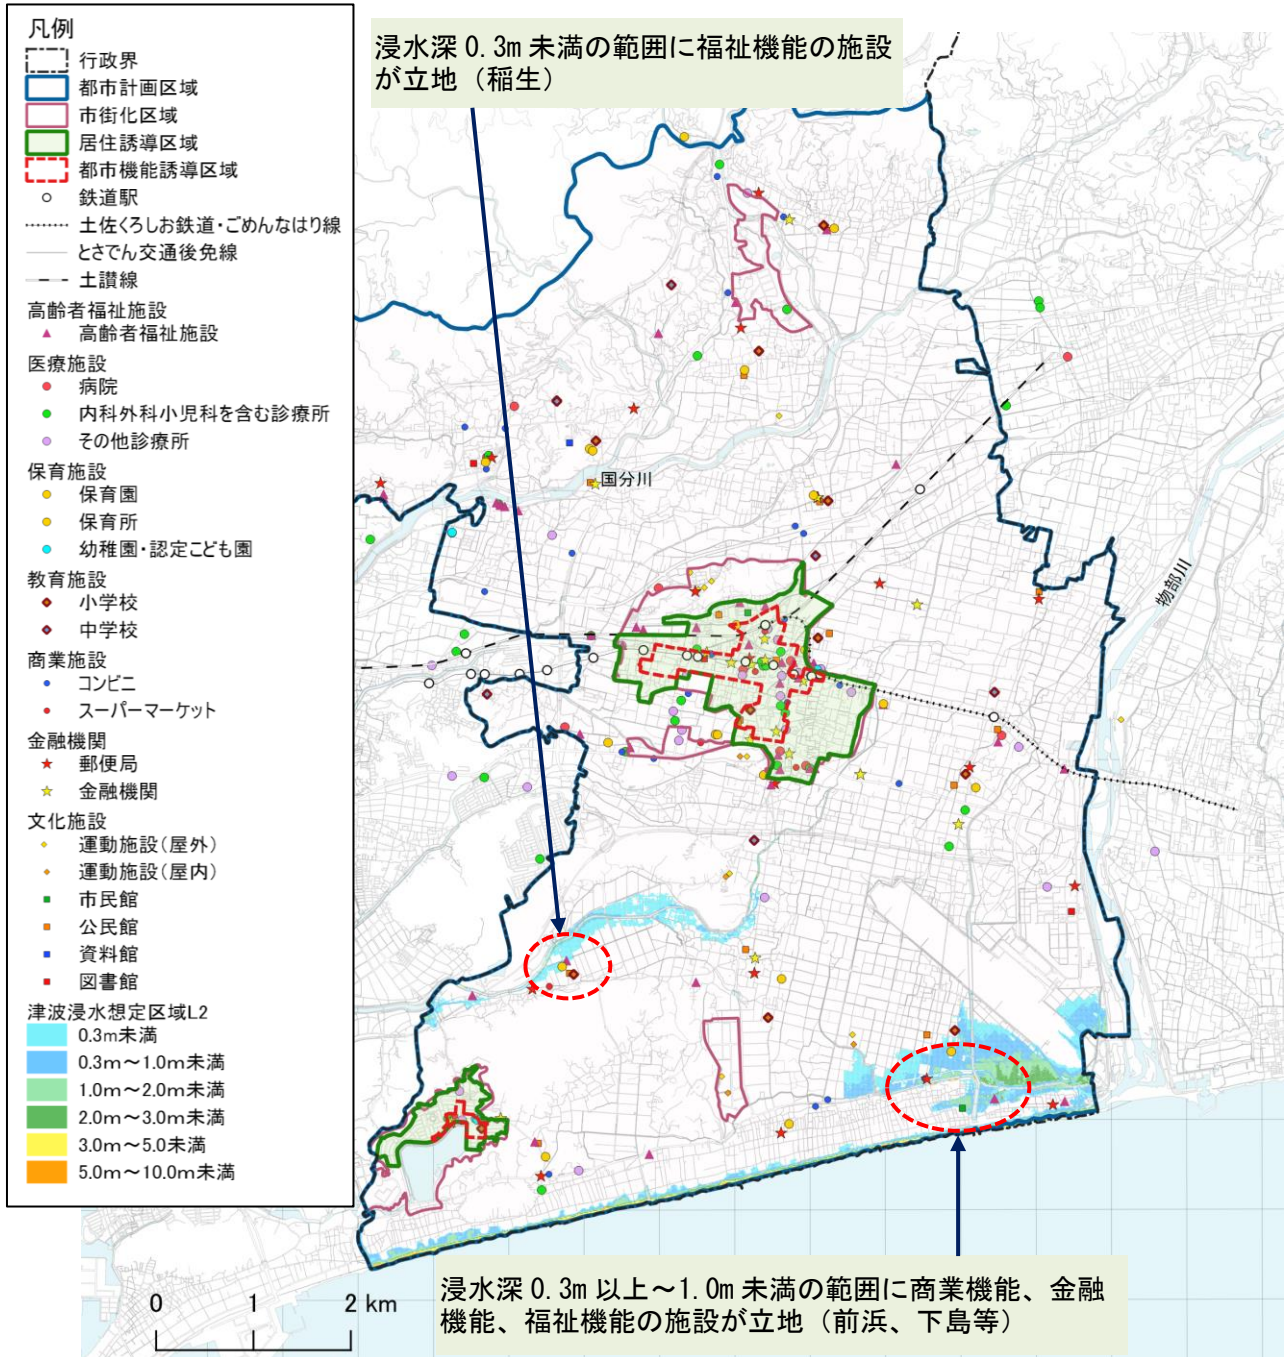 凡例
行政界
都市計画区域
市街化区域
居住誘導区域
都市機能誘導区域
鉄道駅
土佐くろしお鉄道・ごめんなはり線
とさでん交通後免線
土讃線
高齢者福祉施設
高齢者福祉施設
医療施設
病院
内科外科小児科を含む診療所
その他診療所
保育施設
保育園
保育所
幼稚園・認定こども園
教育施設
小学校
中学校
商業施設
コンビニ
スーパーマーケット
金融機関
郵便局
金融機関
文化施設
運動施設(屋外)
運動施設(屋内)
市民館
公民館
資料館
図書館
津波浸水想定区域L2
0.3m未満
0.3m～1.0m未満
1.0m～2.0m未満
2.0m～3.0m未満
3.0m～5.0未満
5.0m～10.0m未満
浸水深 0.3m 未満の範囲に福祉機能の施設
が立地（稲生）
国分川
物部川
浸水深 0.3m 以上～1.0m 未満の範囲に商業機能、金融
機能、福祉機能の施設が立地（前浜、下島等）
0 1 2 km